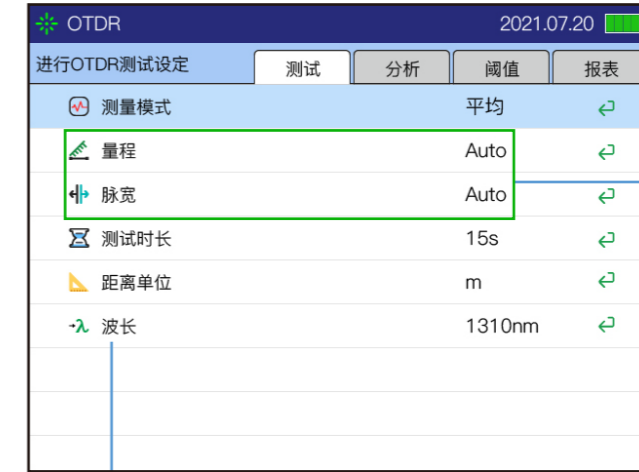 OTDR 2021.07.20
进行OTDR测试设定 测试 分析 阈值 报表
测量模式 平均
量程 Auto
脉宽 Auto
测试时长 15s
距离单位 m
→λ 波长 1310nm